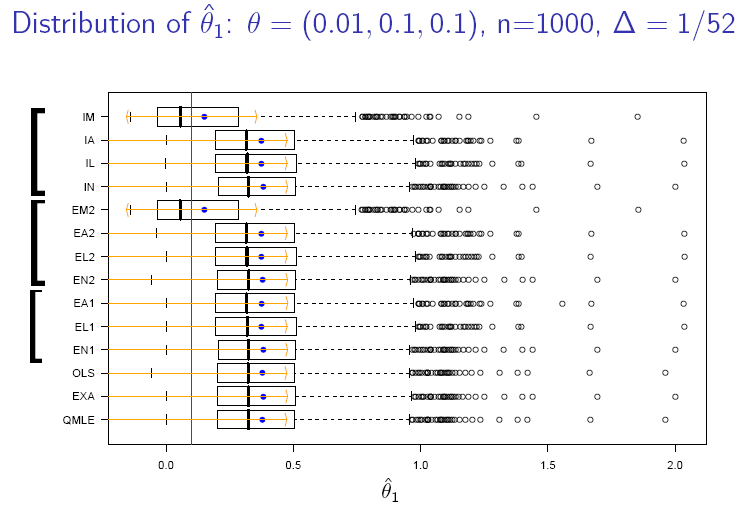 Distribution of θ̂₁: θ = (0.01, 0.1, 0.1), n=1000, Δ = 1/52
IM
IA
IL
IN
EM2
EA2
EL2
EN2
EA1
EL1
EN1
OLS
EXA
QMLE
0.0 0.5 1.0 1.5 2.0
θ̂₁